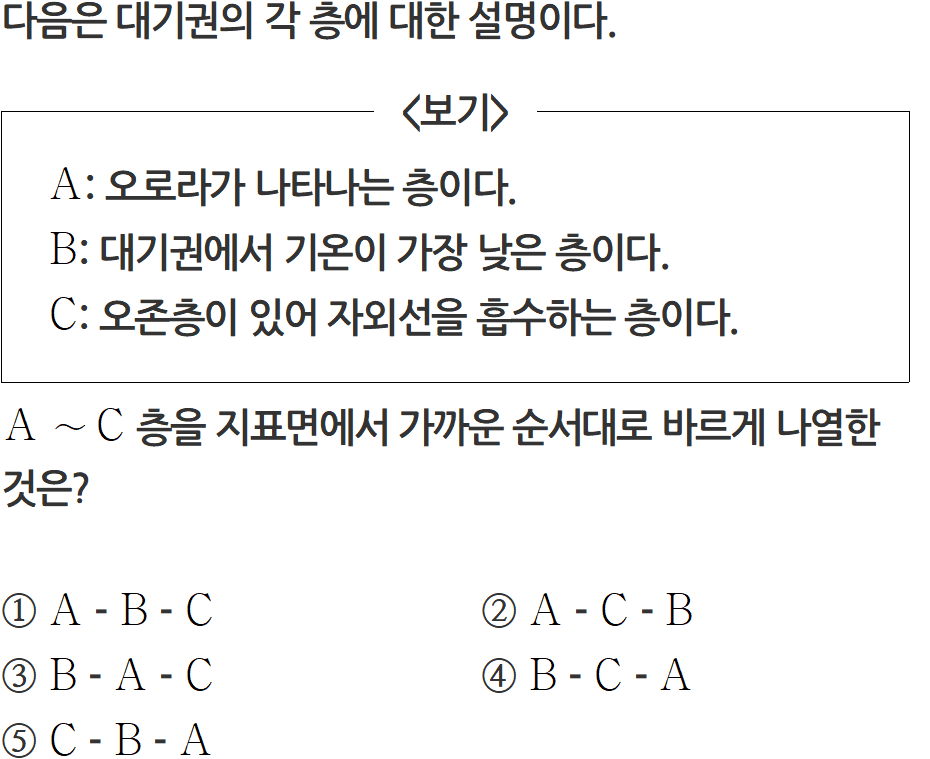 다음은 대기권의 각 층에 대한 설명이다.
<보기>
A: 오로라가 나타나는 층이다.
B: 대기권에서 기온이 가장 낮은 층이다.
C: 오존층이 있어 자외선을 흡수하는 층이다.
A ~ C 층을 지표면에서 가까운 순서대로 바르게 나열한
것은?
① A - B - C ② A - C - B
③ B - A - C ④ B - C - A
⑤ C - B - A